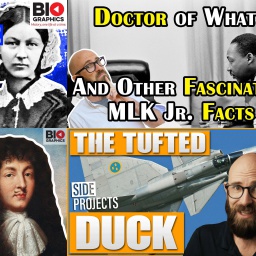 BIO
GRAPHICS
DOCTOR OF WHAT
AND OTHER FASCINAT
MLK JR. FACTS
BIO
GRAPHICS
THE TUFTED
SIDE
PROJECTS
DUCK